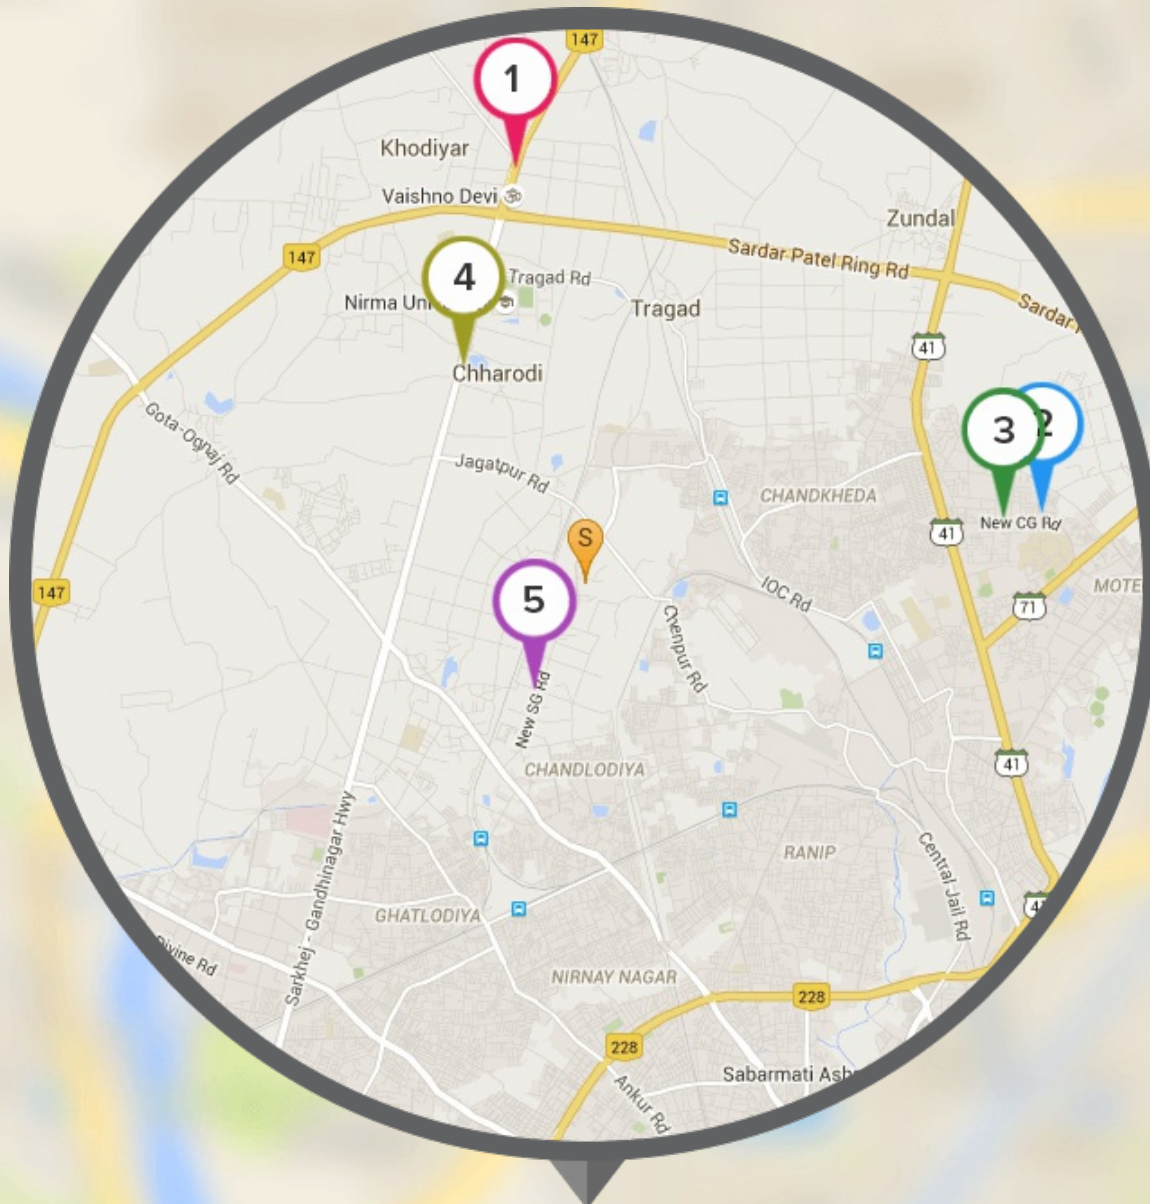 147
1
Khodiyar
Vaishno Devi
Zundal
147
Sardar Patel Ring Rd
4
Tragad Rd
Nirma
Tragad
Sardar
41
Chharodi
3
2
Gota-Ognaj Rd
Jagatpur Rd
CHANDKHEDA
New CG Rd
41
S
147
5
IOC Rd
71
MOTE
Chenpur Rd
New SG Rd
CHANDLODIYA
41
Sarkhej - Gandhinagar Hwy
RANIP
Central Jail Rd
GHATLODIYA
Divine Rd
NIRNAY NAGAR
228
228
Sabarmati
Ankur Rd